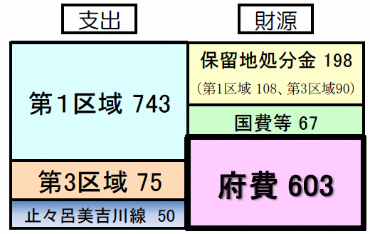 支出
財源
第1区域 743
第3区域 75
止々呂美吉川線 50
保留地処分金 198
（第1区域 108、第3区域90）
国費等 67
府費 603